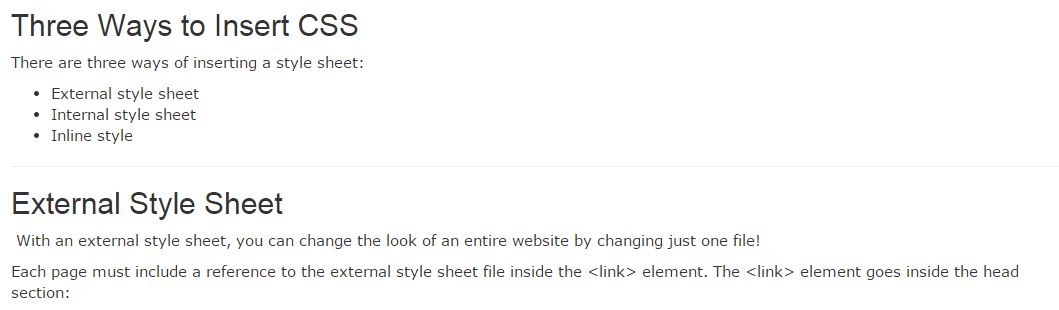 Three Ways to Insert CSS
There are three ways of inserting a style sheet:
• External style sheet
• Internal style sheet
• Inline style
External Style Sheet
With an external style sheet, you can change the look of an entire website by changing just one file!
Each page must include a reference to the external style sheet file inside the <link> element. The <link> element goes inside the head
section: